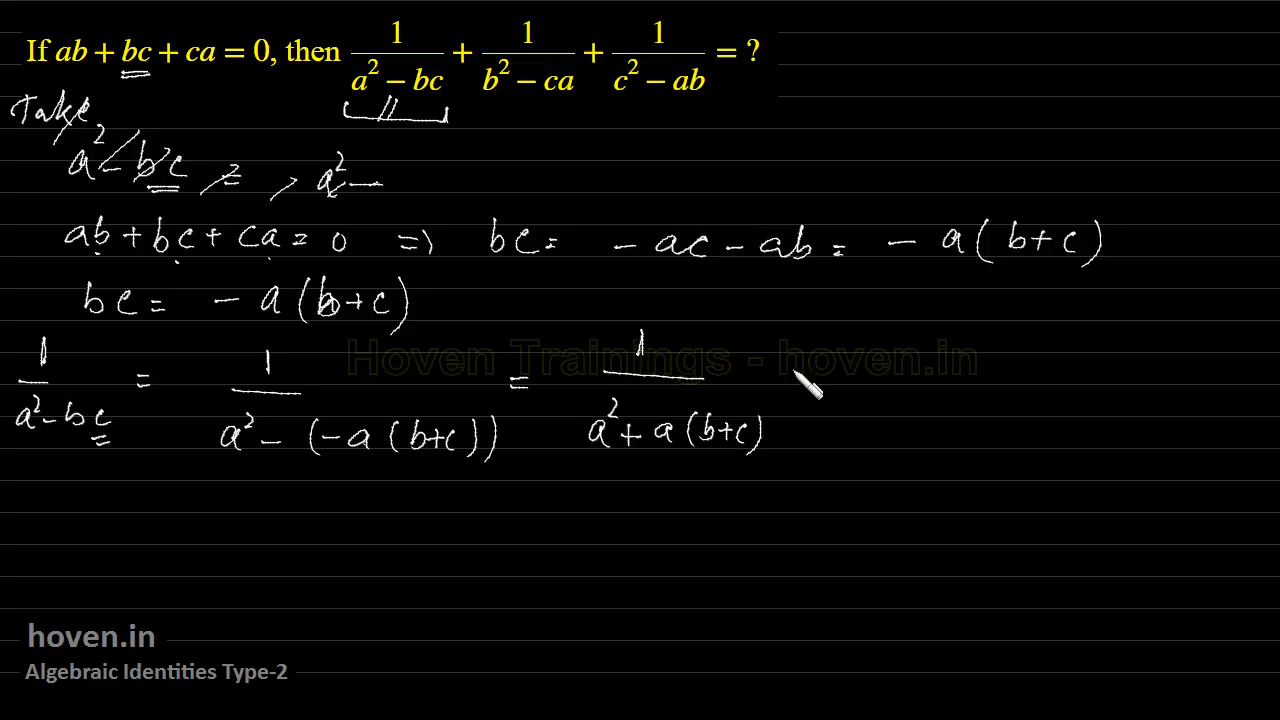 If ab + bc + ca = 0, then 1/(a² − bc) + 1/(b² − ca) + 1/(c² − ab) = ?
Take
a² − bc = , a² −
ab + bc + ca = 0 ⇒ bc = − ac − ab = − a(b+c)
bc = − a(b+c)
1/(a² − bc) = 1/(a² − (−a(b+c))) = 1/(a² + a(b+c))
Hoven Trainings - hoven.in
hoven.in
Algebraic Identities Type-2